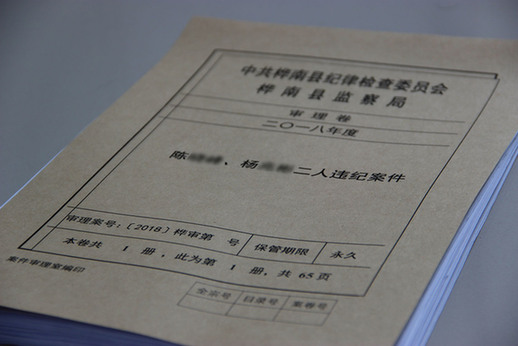 中共桦南县纪律检查委员会
桦南县监察局
审理卷
二〇一八年度
陈 、杨 二人违纪案件
审理案号：〔2018〕桦审第 号 保管期限 永久
本卷共 1 册，此为第 1 册，共 65 页
案件审理室编印
全宗号 目录号 案卷号